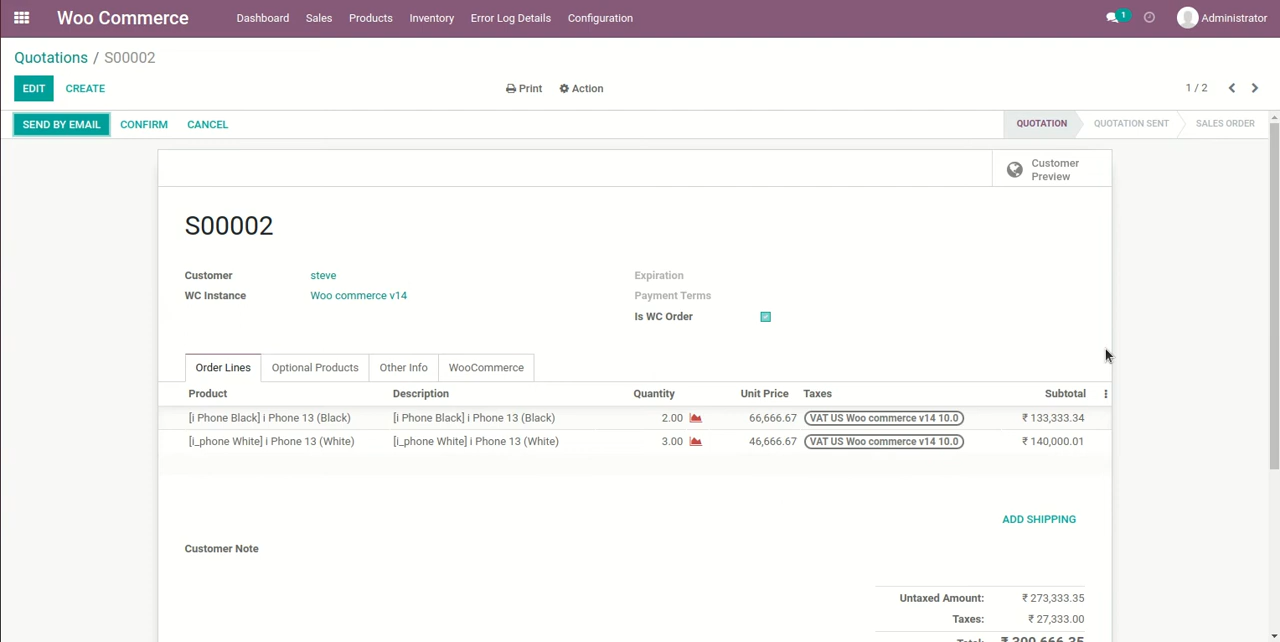 Woo Commerce Dashboard Sales Products Inventory Error Log Details Configuration 1 Administrator
Quotations / S00002
EDIT CREATE Print Action 1 / 2
SEND BY EMAIL CONFIRM CANCEL QUOTATION QUOTATION SENT SALES ORDER
Customer
Preview
S00002
Customer steve Expiration
WC Instance Woo commerce v14 Payment Terms
Is WC Order
Order Lines Optional Products Other Info WooCommerce
Product Description Quantity Unit Price Taxes Subtotal
[i Phone Black] i Phone 13 (Black) [i Phone Black] i Phone 13 (Black) 2.00 66,666.67 VAT US Woo commerce v14 10.0 ₹ 133,333.34
[i_phone White] i Phone 13 (White) [i_phone White] i Phone 13 (White) 3.00 46,666.67 VAT US Woo commerce v14 10.0 ₹ 140,000.01
ADD SHIPPING
Customer Note
Untaxed Amount: ₹ 273,333.35
Taxes: ₹ 27,333.00
Total: ₹ 300,666.35